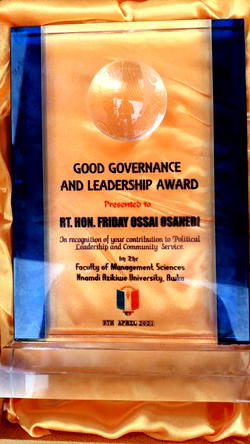 GOOD GOVERNANCE
AND LEADERSHIP AWARD
Presented to
RT. HON. FRIDAY OSSAI OSANEBI
In recognition of your contribution to Political
Leadership and Community Service.
by The
Faculty of Management Sciences
Nnamdi Azikiwe University, Awka
9TH APRIL 2021